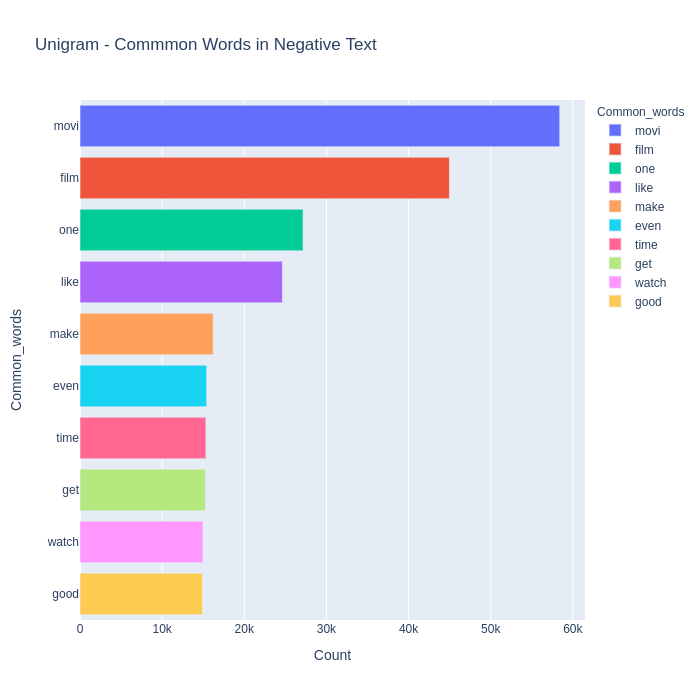 Unigram - Commmon Words in Negative Text
Common_words
movi
film
one
like
make
even
time
get
watch
good
0 10k 20k 30k 40k 50k 60k
Count
Common_words
movi
film
one
like
make
even
time
get
watch
good